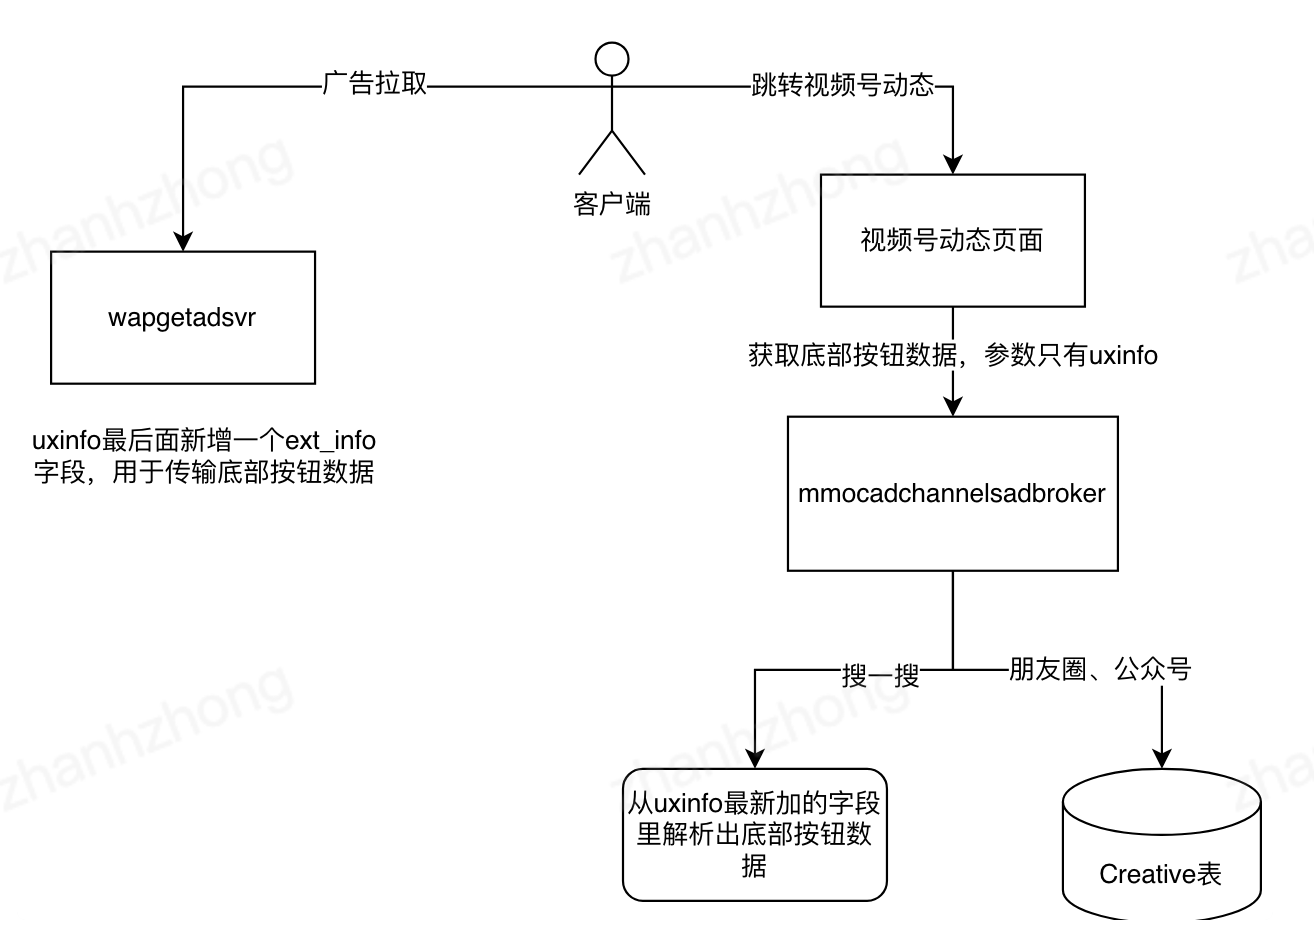 广告拉取
跳转视频号动态
客户端
zhanhzhong
zhanhzhong
zha
视频号动态页面
wapgetadsvr
获取底部按钮数据，参数只有uxinfo
uxinfo最后面新增一个ext_info
字段，用于传输底部按钮数据
mmocadchannelsadbroker
搜一搜
朋友圈、公众号
zhanhzhong
zhanhzhong
zha
从uxinfo最新加的字段
里解析出底部按钮数
据
Creative表